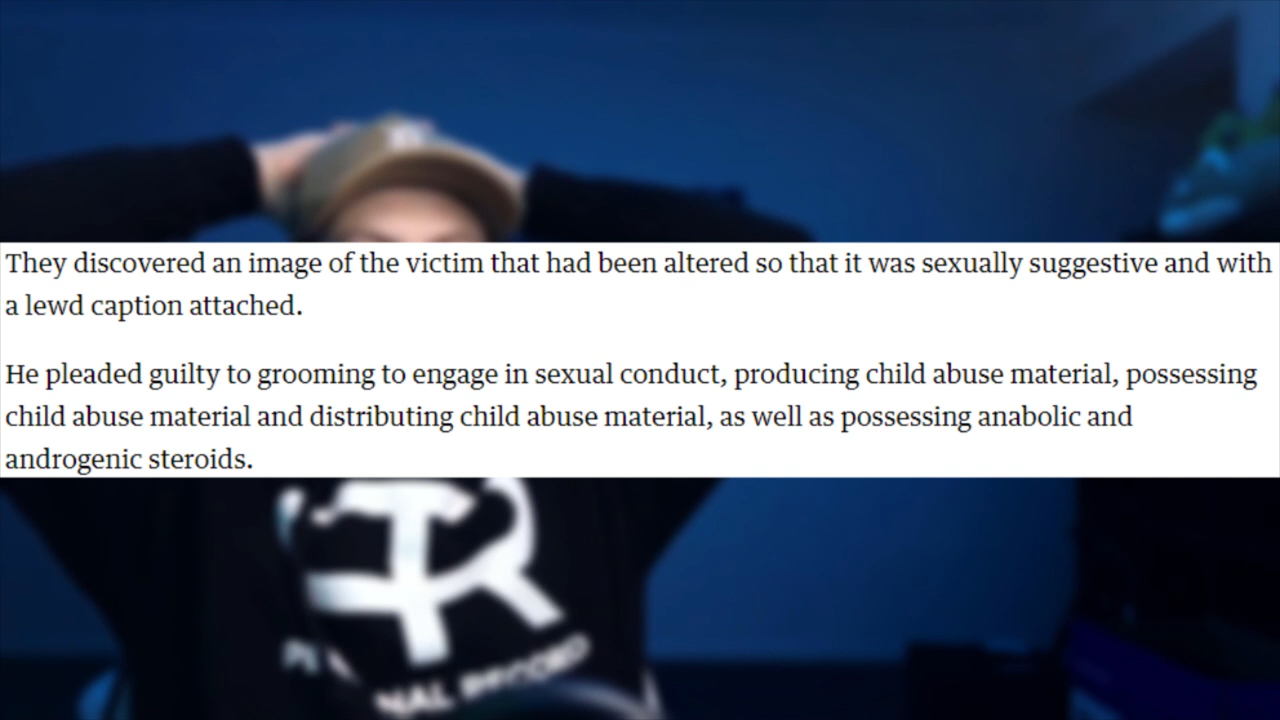 They discovered an image of the victim that had been altered so that it was sexually suggestive and with
a lewd caption attached.
He pleaded guilty to grooming to engage in sexual conduct, producing child abuse material, possessing
child abuse material and distributing child abuse material, as well as possessing anabolic and
androgenic steroids.